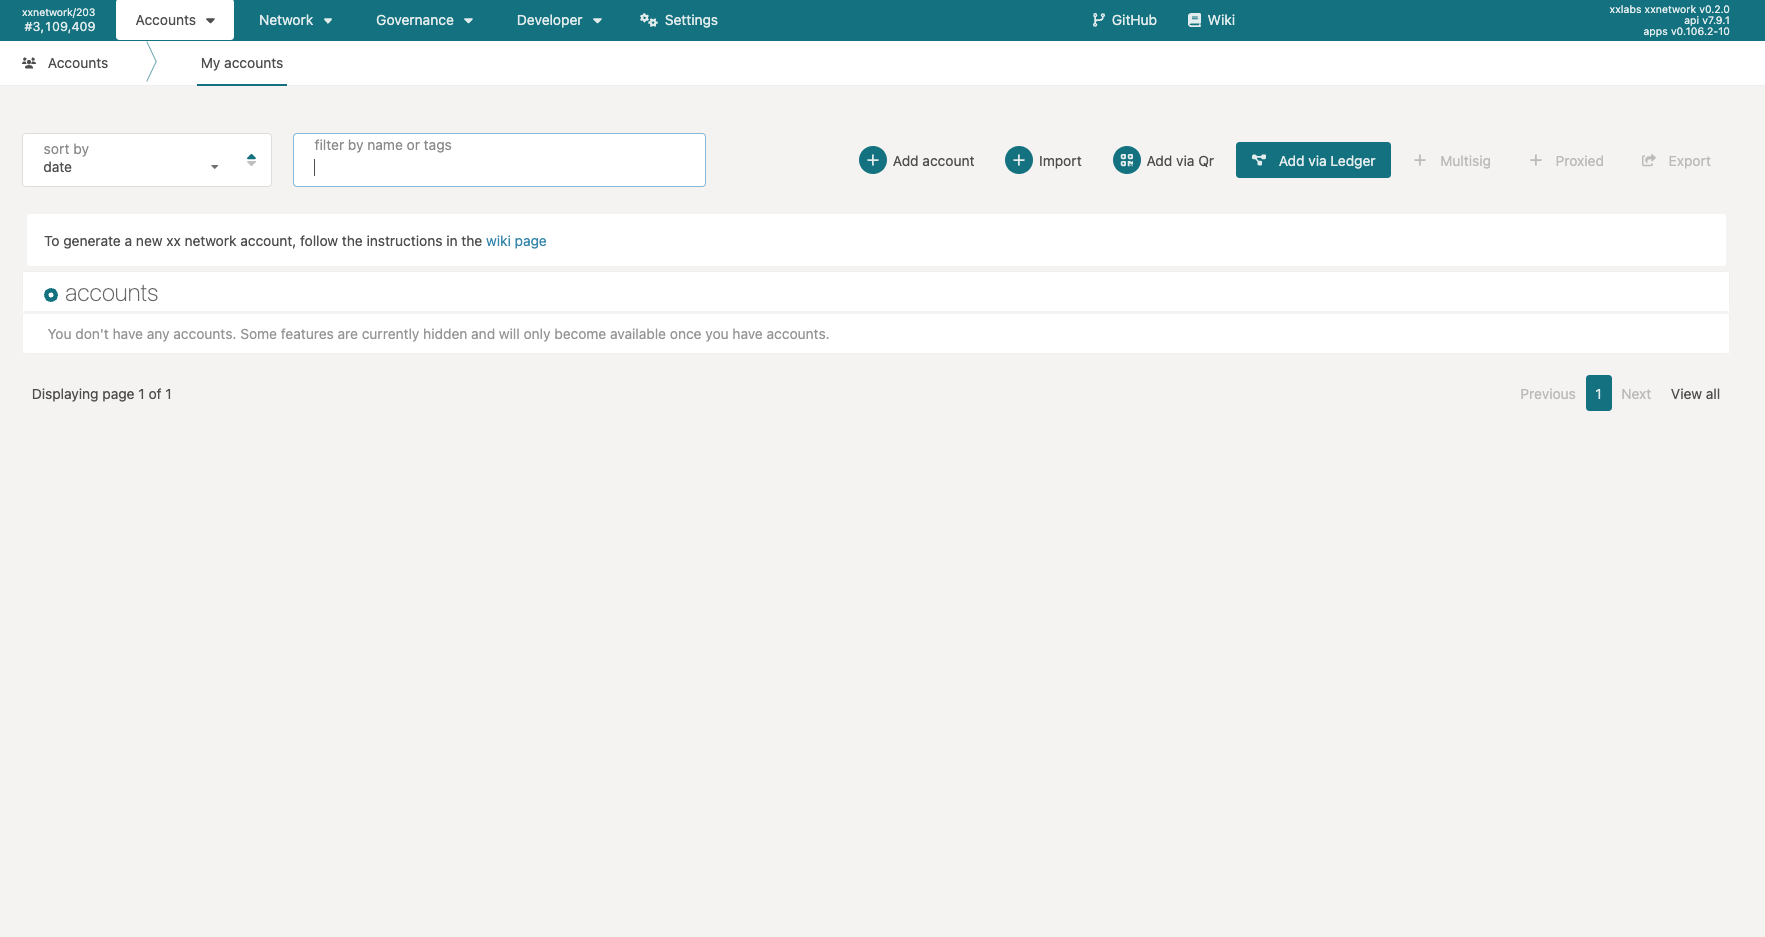 xxnetwork/203
#3,109,409
Accounts
Network
Governance
Developer
Settings
GitHub
Wiki
xxlabs xxnetwork v0.2.0
api v7.9.1
apps v0.106.2-10
Accounts
My accounts
sort by
date
filter by name or tags
Add account
Import
Add via Qr
Add via Ledger
Multisig
Proxied
Export
To generate a new xx network account, follow the instructions in the wiki page
accounts
You don't have any accounts. Some features are currently hidden and will only become available once you have accounts.
Displaying page 1 of 1
Previous
1
Next
View all